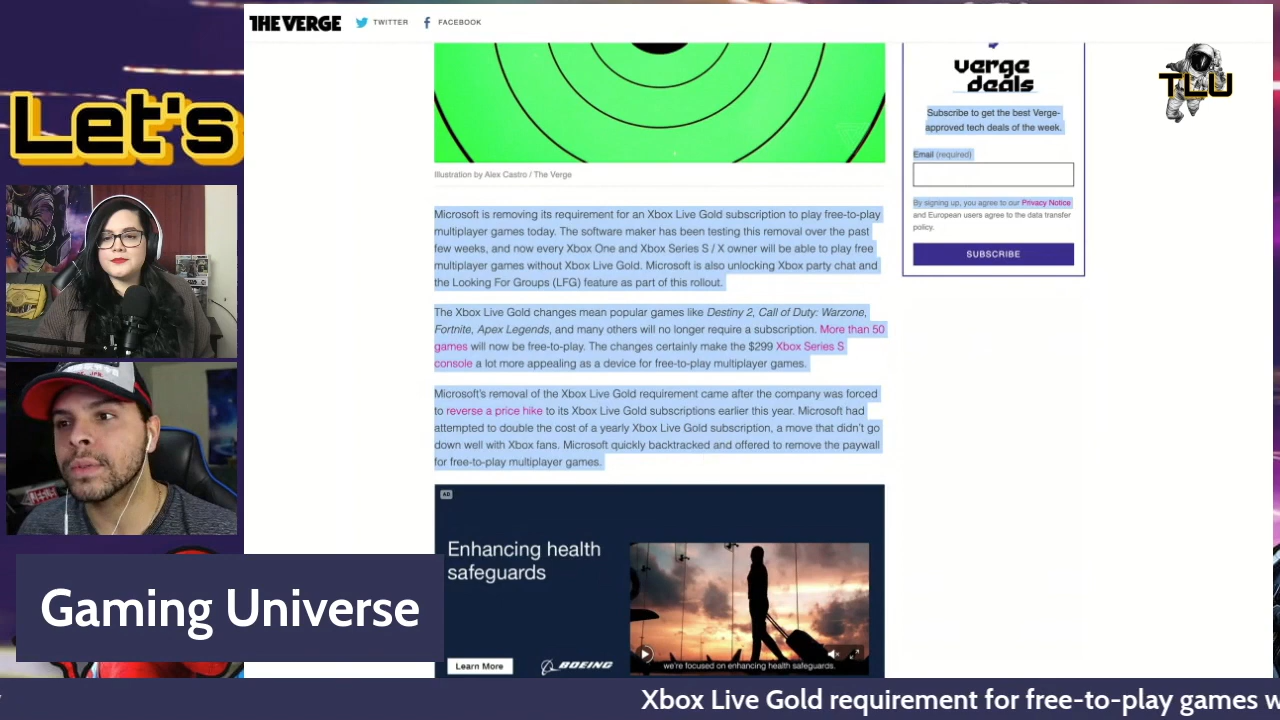 THE VERGE
TWITTER
FACEBOOK
Let's
verge
deals
Subscribe to get the best Verge-
approved tech deals of the week.
Email (required)
By signing up, you agree to our Privacy Notice
and European users agree to the data transfer
policy.
SUBSCRIBE
TLU
Illustration by Alex Castro / The Verge
Microsoft is removing its requirement for an Xbox Live Gold subscription to play free-to-play
multiplayer games today. The software maker has been testing this removal over the past
few weeks, and now every Xbox One and Xbox Series S / X owner will be able to play free
multiplayer games without Xbox Live Gold. Microsoft is also unlocking Xbox party chat and
the Looking For Groups (LFG) feature as part of this rollout.
The Xbox Live Gold changes mean popular games like Destiny 2, Call of Duty: Warzone,
Fortnite, Apex Legends, and many others will no longer require a subscription. More than 50
games will now be free-to-play. The changes certainly make the $299 Xbox Series S
console a lot more appealing as a device for free-to-play multiplayer games.
Microsoft's removal of the Xbox Live Gold requirement came after the company was forced
to reverse a price hike to its Xbox Live Gold subscriptions earlier this year. Microsoft had
attempted to double the cost of a yearly Xbox Live Gold subscription, a move that didn't go
down well with Xbox fans. Microsoft quickly backtracked and offered to remove the paywall
for free-to-play multiplayer games.
AD
Enhancing health
safeguards
Learn More
BOEING
we're focused on enhancing health safeguards.
Gaming Universe
Xbox Live Gold requirement for free-to-play games